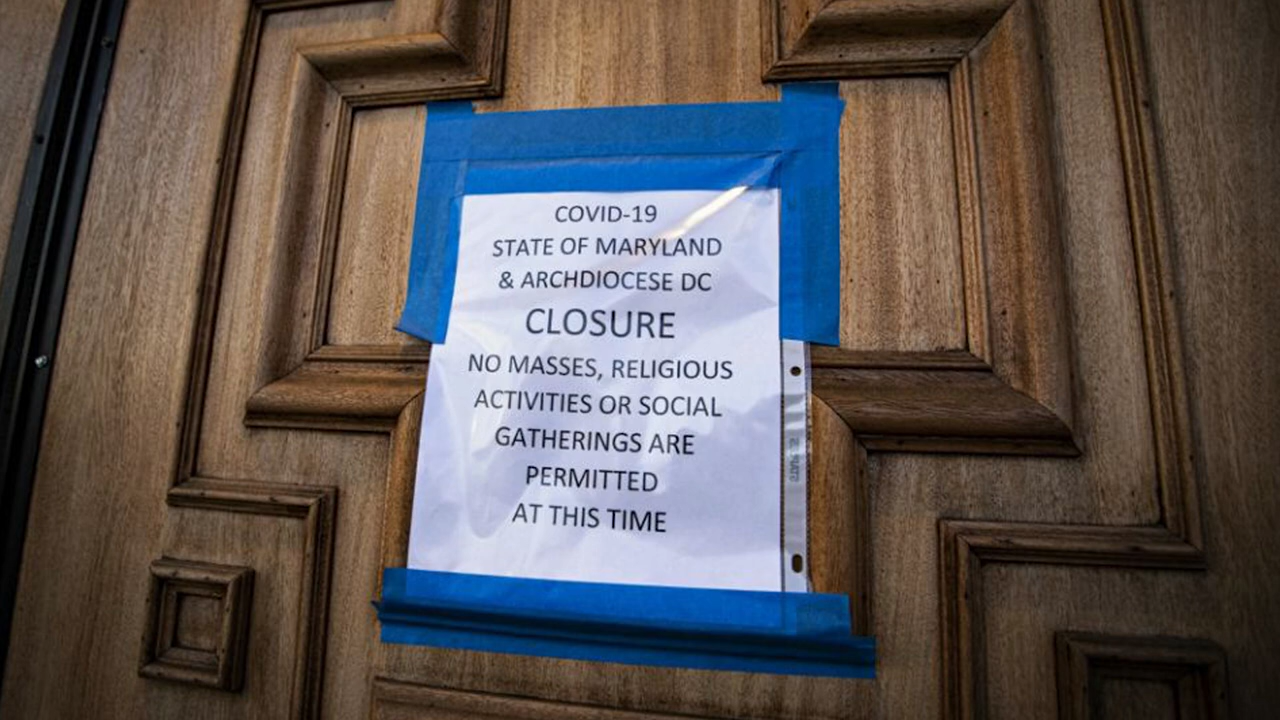 COVID-19
STATE OF MARYLAND
& ARCHDIOCESE DC
CLOSURE
NO MASSES, RELIGIOUS
ACTIVITIES OR SOCIAL
GATHERINGS ARE
PERMITTED
AT THIS TIME